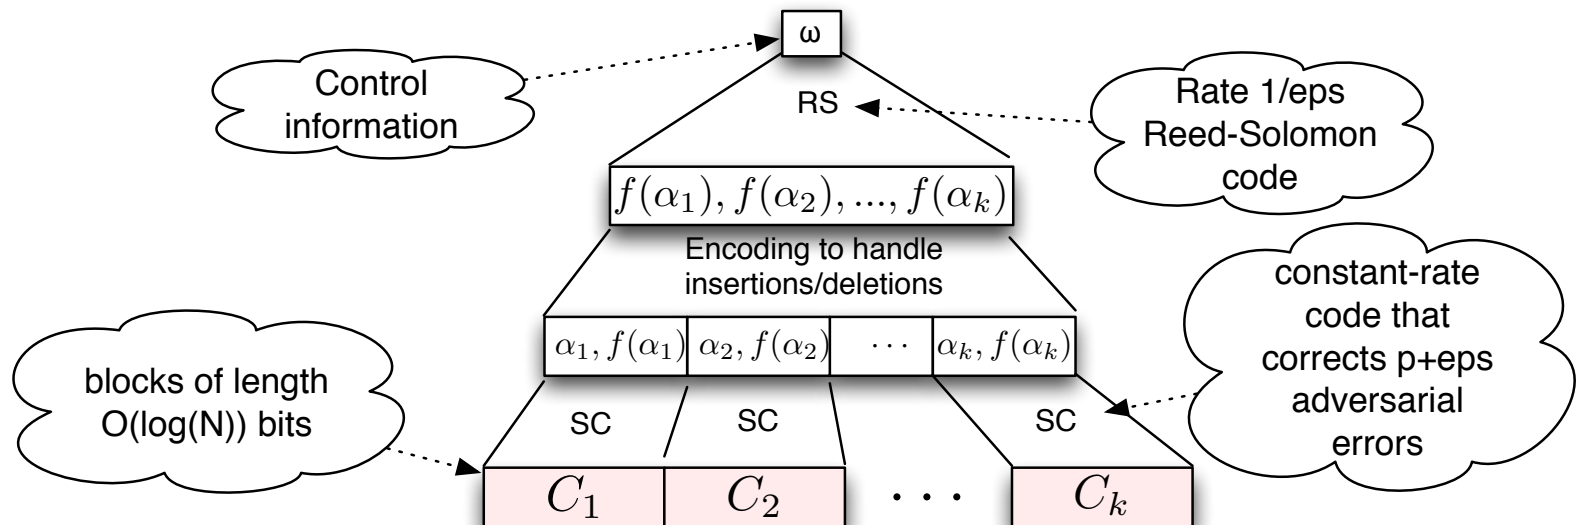 ω
Control
information
RS
Rate 1/eps
Reed-Solomon
code
f(α₁), f(α₂), ..., f(αₖ)
Encoding to handle
insertions/deletions
constant-rate
code that
corrects p+eps
adversarial
errors
α₁, f(α₁) α₂, f(α₂) ⋯ αₖ, f(αₖ)
blocks of length
O(log(N)) bits
SC SC SC
C₁ C₂ ⋯ Cₖ